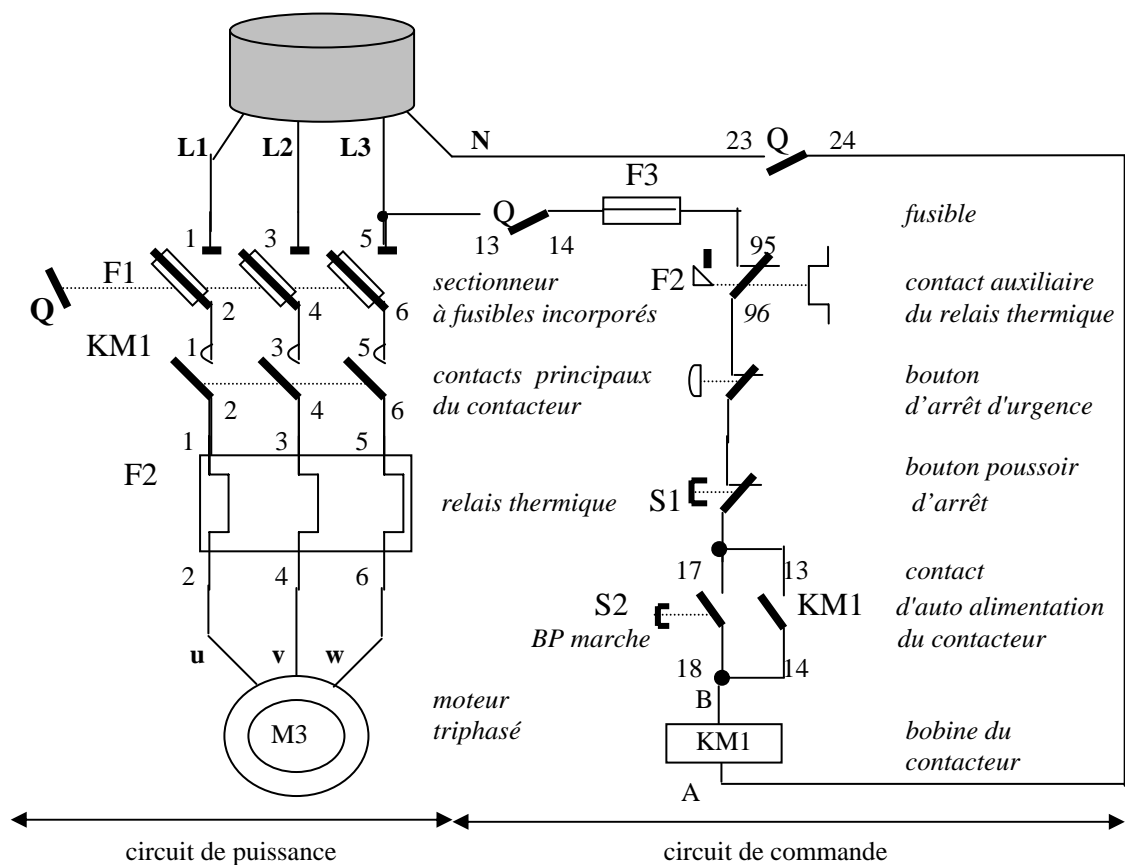 L1 L2 L3 N 23 Q 24
F3
fusible
1 3 5 Q
13 14 95
F1 sectionneur F2 contact auxiliaire
Q 2 4 6 à fusibles incorporés 96 du relais thermique
KM1 1 3 5
contacts principaux bouton
2 4 6 du contacteur d'arrêt d'urgence
1 3 5
F2 bouton poussoir
relais thermique S1 d'arrêt
2 4 6 17 13 contact
S2 KM1 d'auto alimentation
BP marche du contacteur
u v w 18 14
B
moteur
M3 triphasé KM1 bobine du
contacteur
A
circuit de puissance circuit de commande